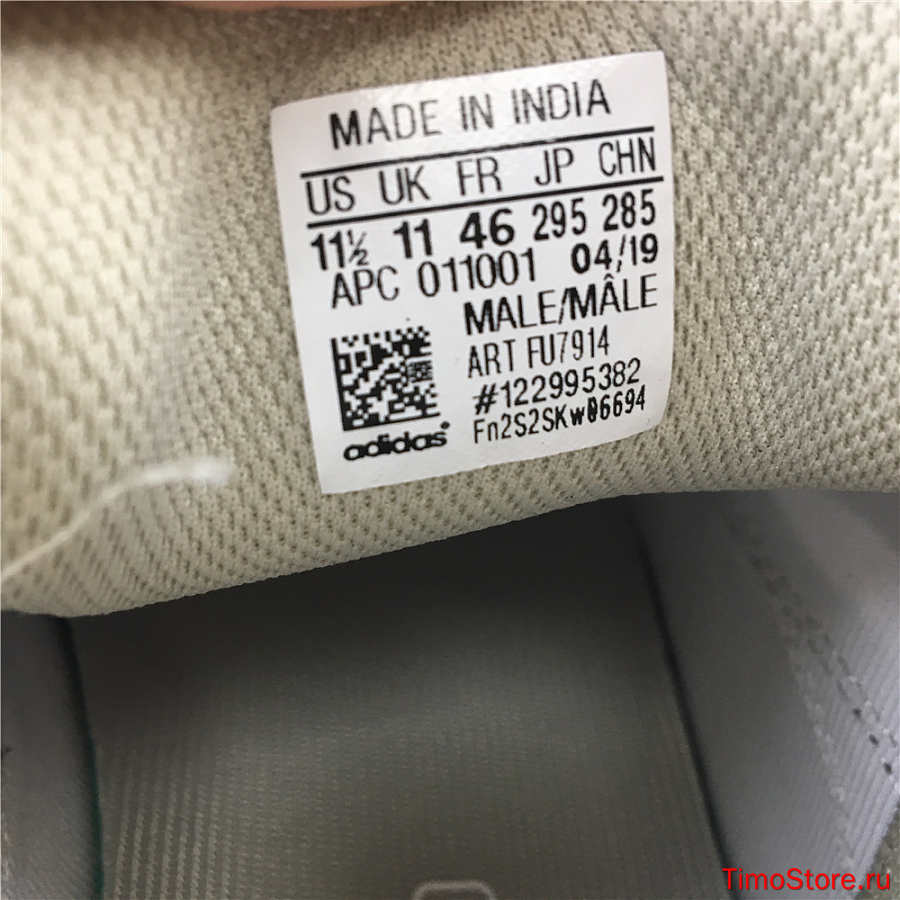 MADE IN INDIA
US UK FR JP CHN
11½ 11 46 295 285
APC 011001 04/19
MALE/MÂLE
ART FU7914
#122995382
adidas®
TimoStore.ru